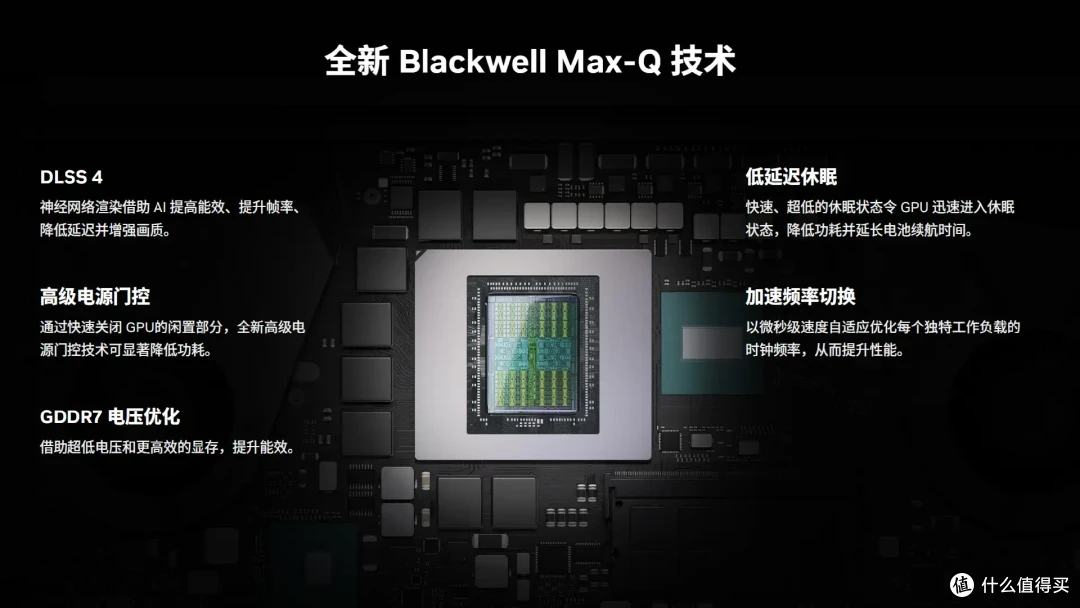 全新 Blackwell Max-Q 技术
DLSS 4
神经网络渲染借助 AI 提高能效、提升帧率、
降低延迟并增强画质。
高级电源门控
通过快速关闭 GPU的闲置部分，全新高级电
源门控技术可显著降低功耗。
GDDR7 电压优化
借助超低电压和更高效的显存，提升能效。
低延迟休眠
快速、超低的休眠状态令 GPU 迅速进入休眠
状态，降低功耗并延长电池续航时间。
加速频率切换
以微秒级速度自适应优化每个独特工作负载的
时钟频率，从而提升性能。
值 什么值得买